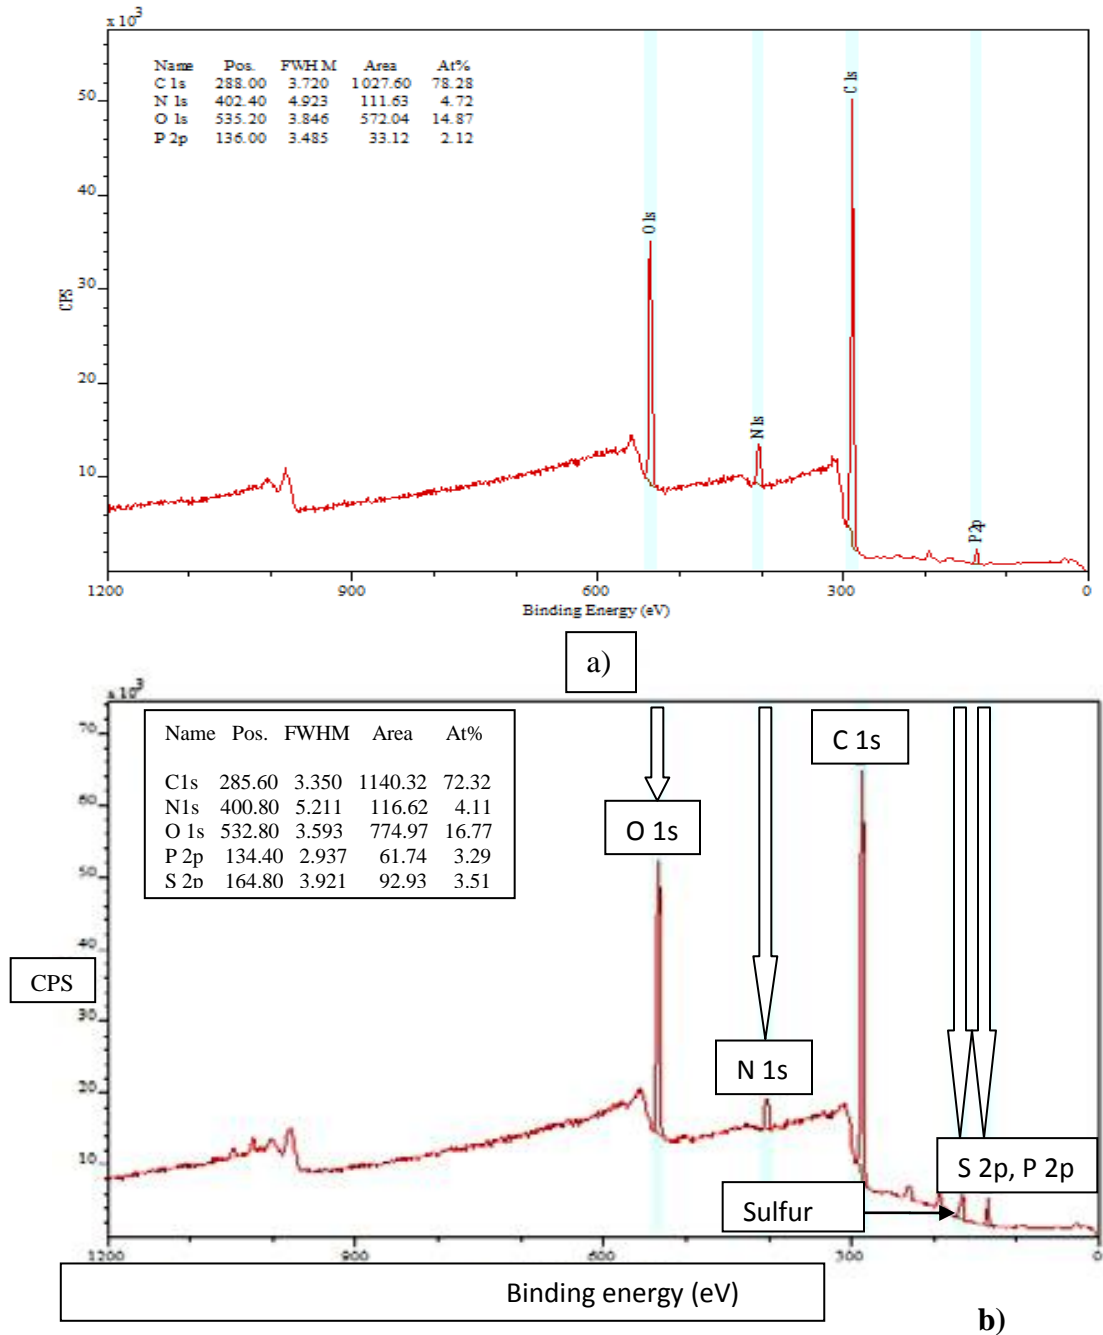 x 10³
Name Pos. FWHM Area At%
C 1s 288.00 3.720 1027.60 78.28
N 1s 402.40 4.923 111.63 4.72
O 1s 535.20 3.846 572.04 14.87
P 2p 136.00 3.485 33.12 2.12
C 1s
50
40
O 1s
30
CPS
20
N 1s
10
P 2p
1200 900 600 300 0
Binding Energy (eV)
a)
x 10³
70
Name Pos. FWHM Area At%
C1s 285.60 3.350 1140.32 72.32
N1s 400.80 5.211 116.62 4.11
O 1s 532.80 3.593 774.97 16.77
P 2p 134.40 2.937 61.74 3.29
S 2p 164.80 3.921 92.93 3.51
C 1s
60
O 1s
50
40
CPS
30
N 1s
20
10
S 2p, P 2p
Sulfur
1200 900 600 300 0
Binding energy (eV)
b)